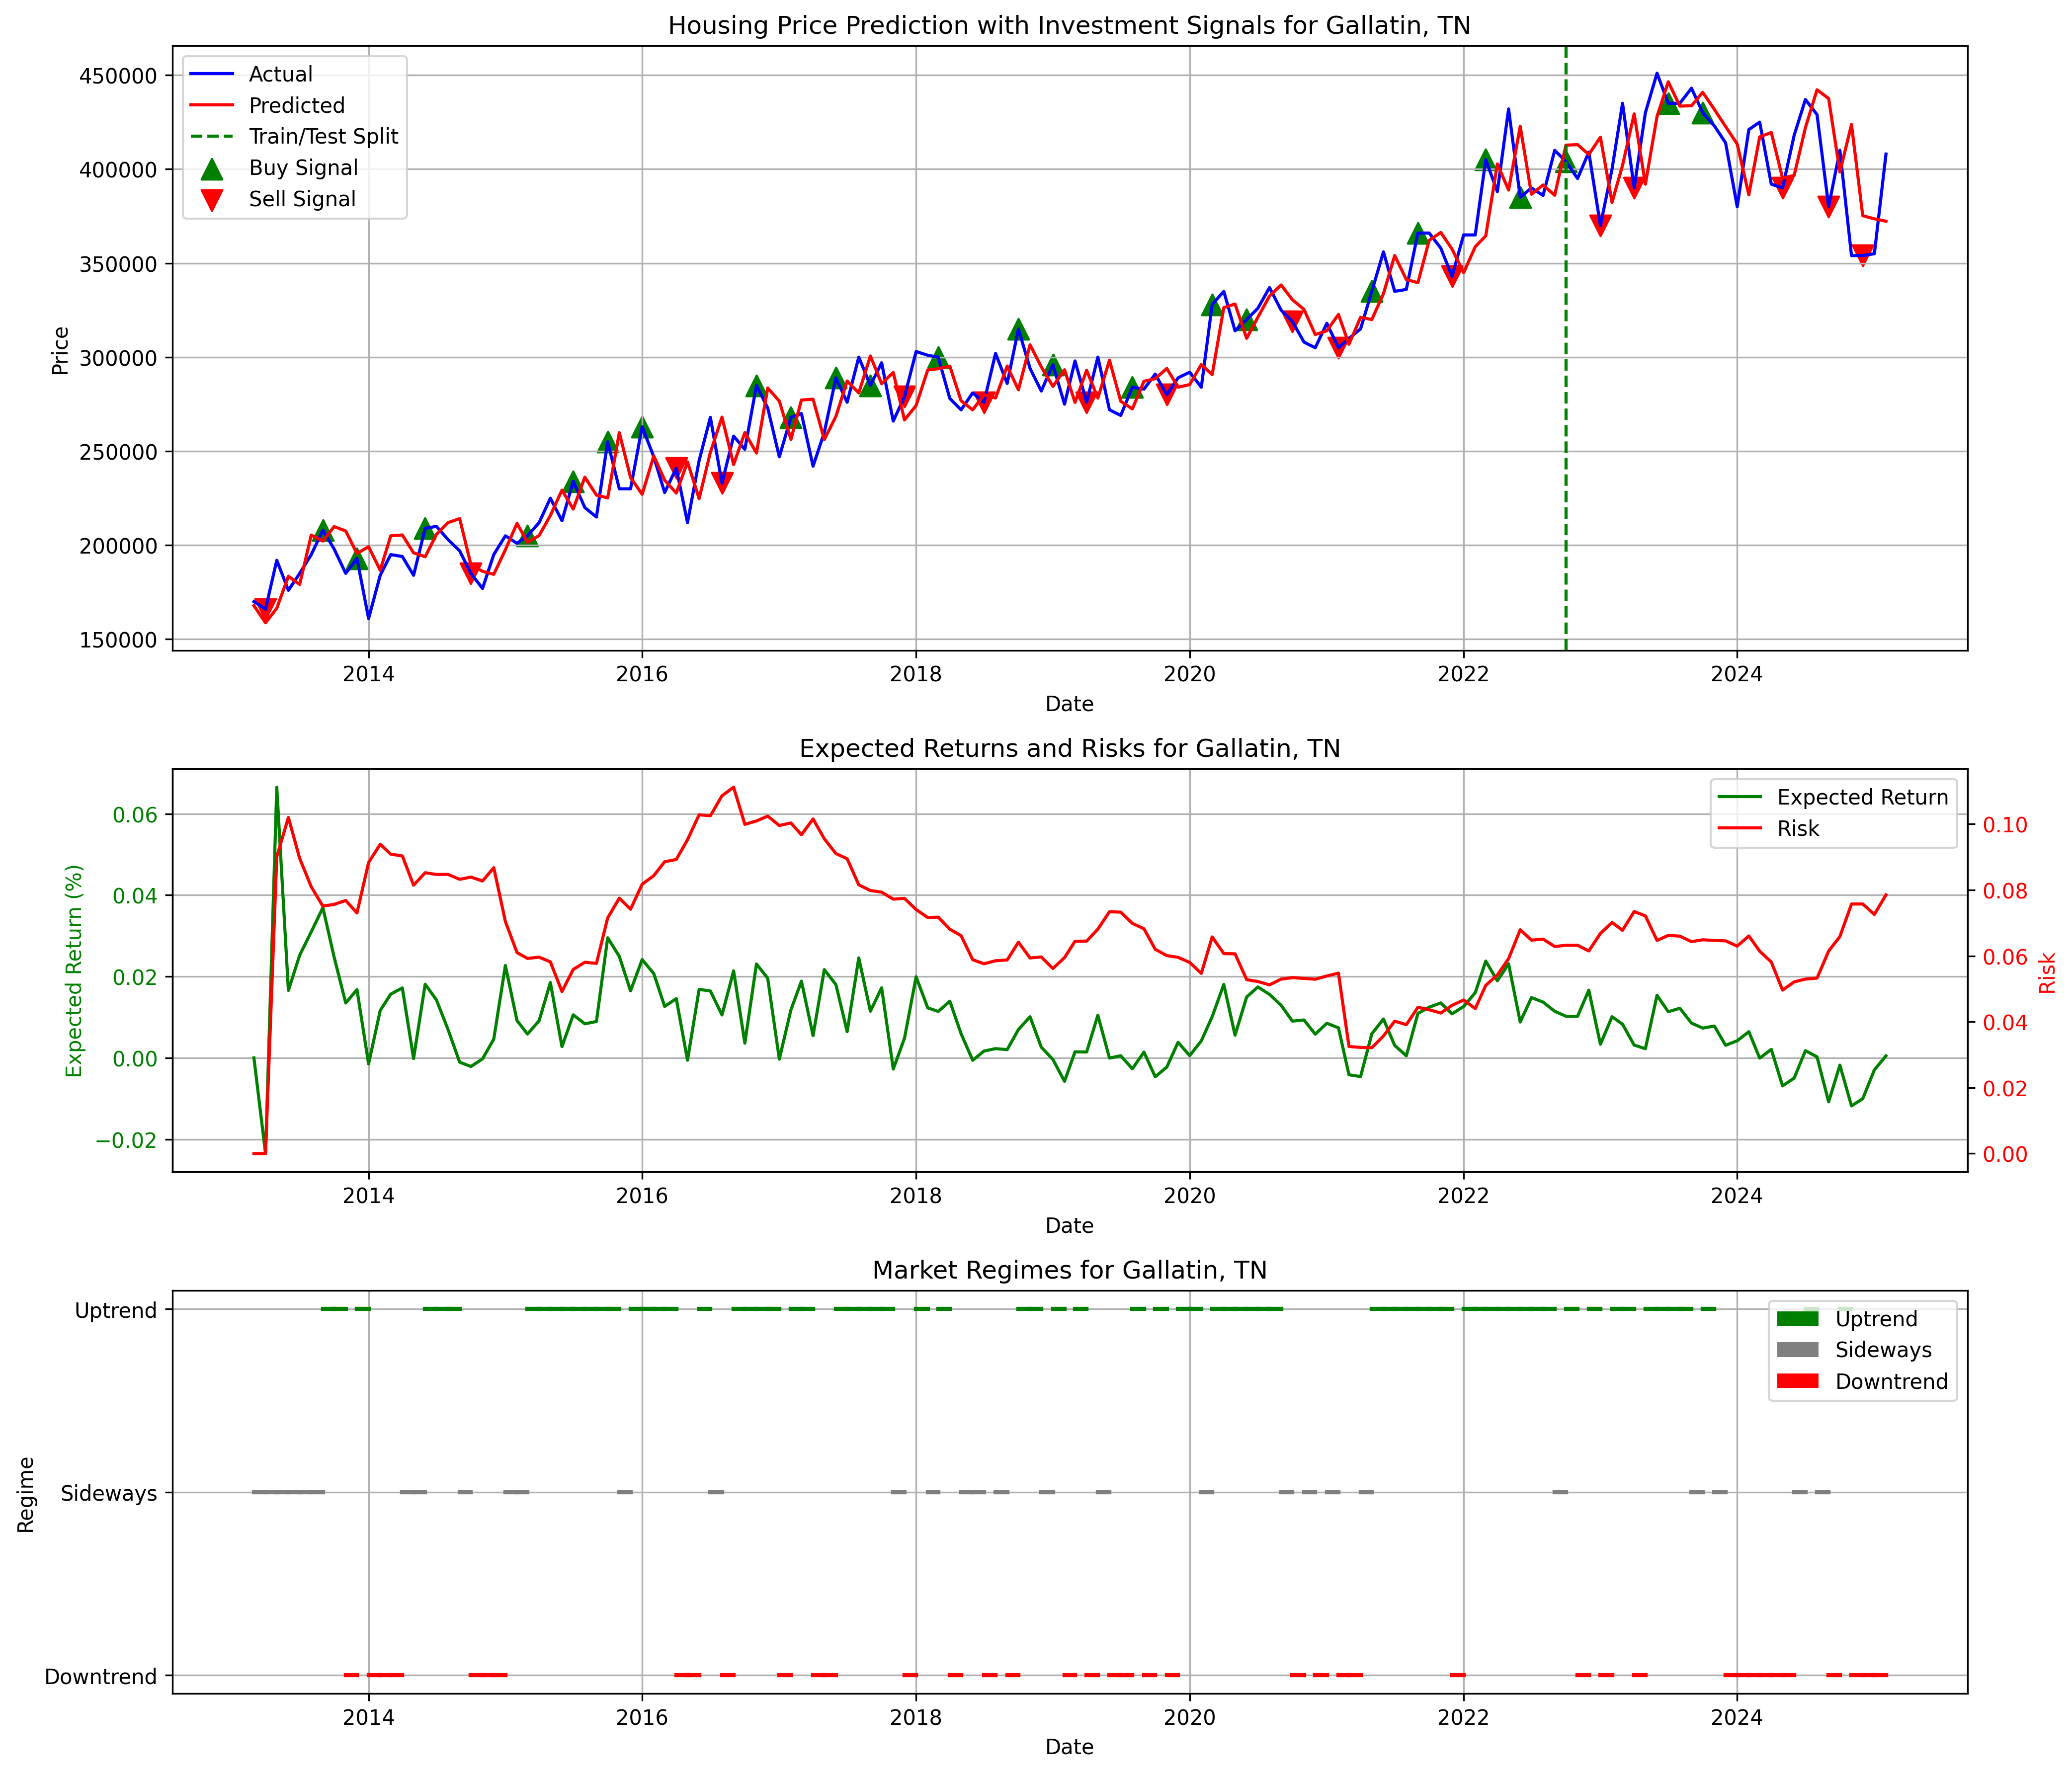 Housing Price Prediction with Investment Signals for Gallatin, TN
Actual
Predicted
Train/Test Split
Buy Signal
Sell Signal
450000
400000
350000
300000
250000
200000
150000
Price
2014 2016 2018 2020 2022 2024
Date
Expected Returns and Risks for Gallatin, TN
Expected Return
Risk
0.06
0.04
0.02
0.00
−0.02
Expected Return (%)
0.10
0.08
0.06
0.04
0.02
0.00
Risk
2014 2016 2018 2020 2022 2024
Date
Market Regimes for Gallatin, TN
Uptrend
Sideways
Downtrend
Uptrend
Sideways
Downtrend
Regime
2014 2016 2018 2020 2022 2024
Date